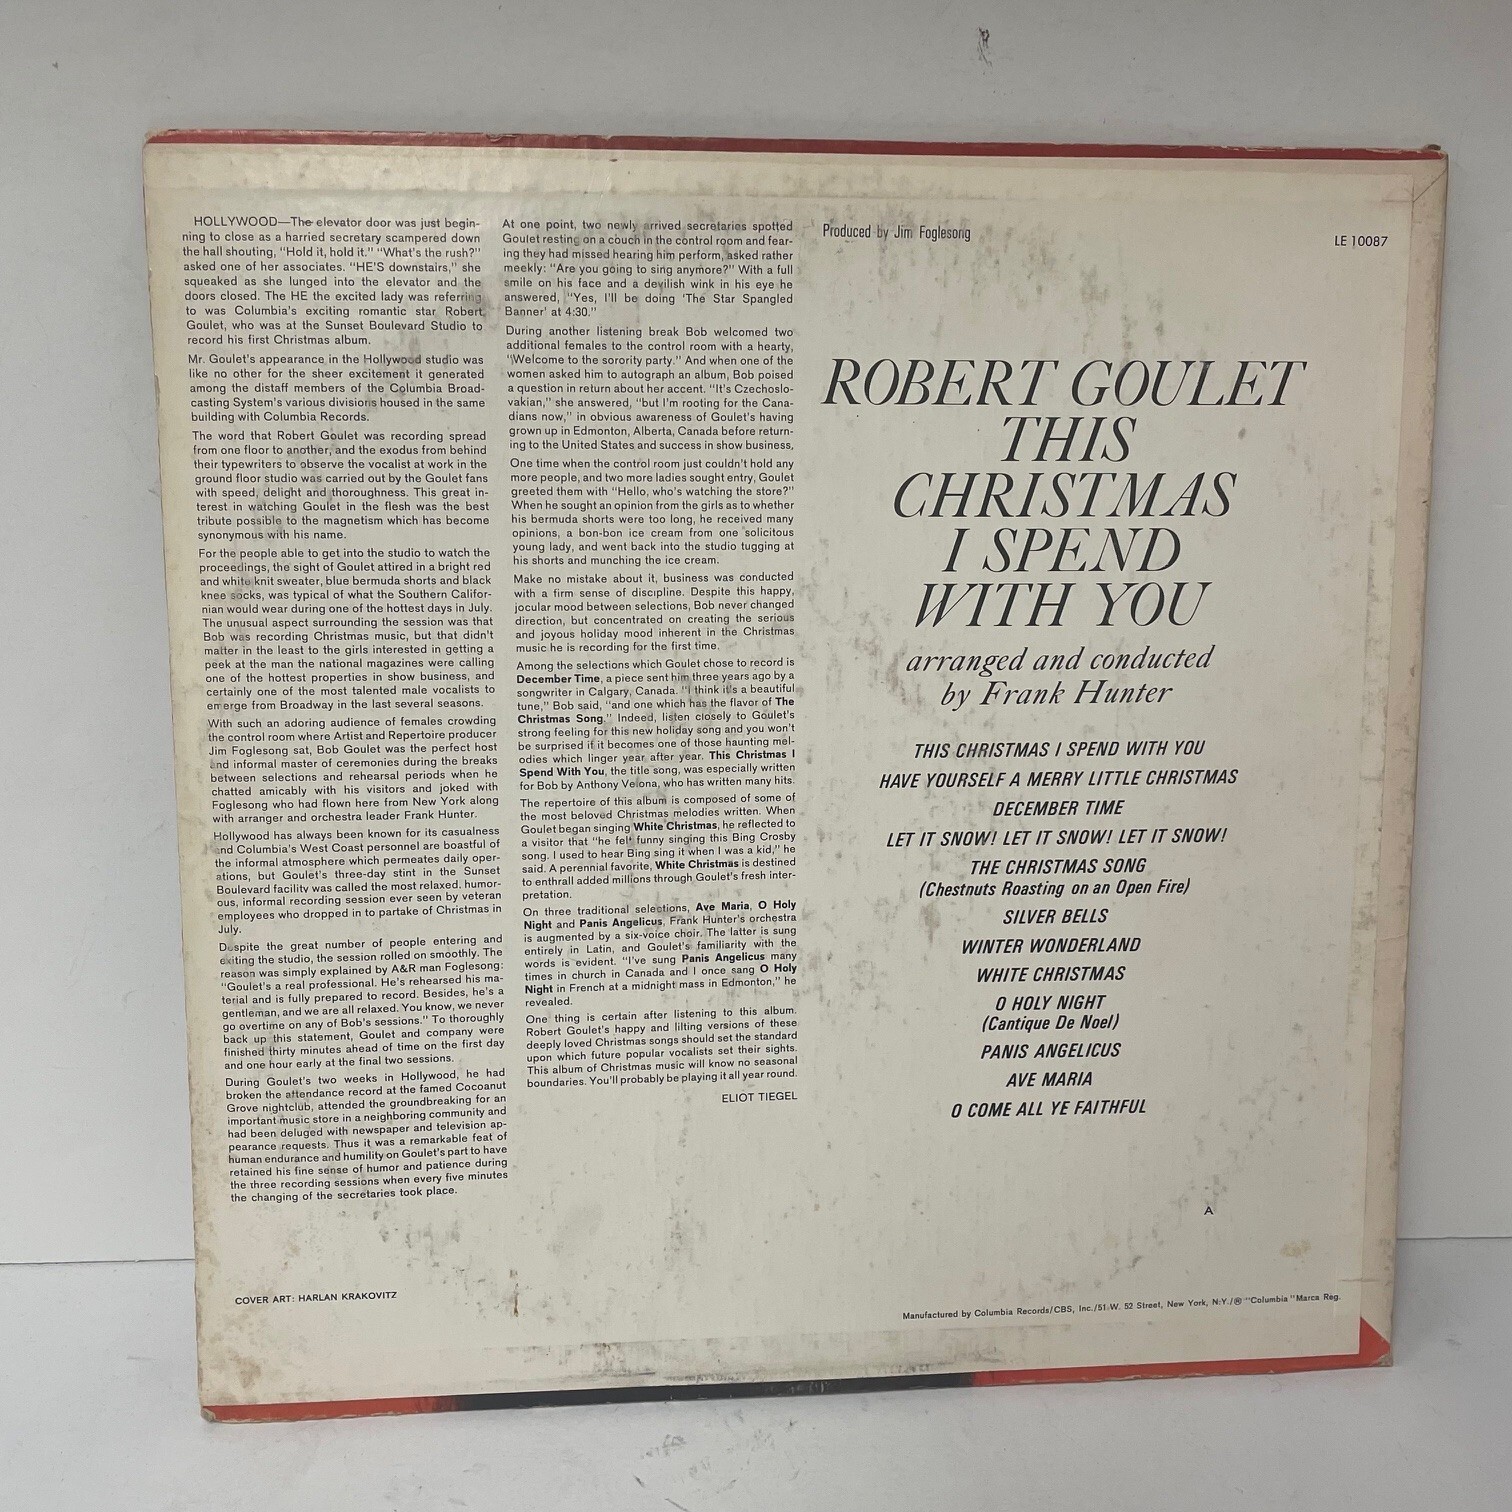 HOLLYWOOD—The elevator door was just begin-
ning to close as a harried secretary scampered down
the hall shouting, "Hold it, hold it." "What's the rush?"
asked one of her associates. "HE'S downstairs," she
squeaked as she lunged into the elevator and the
doors closed. The HE the excited lady was referring
to was Columbia's exciting romantic star Robert
Goulet, who was at the Sunset Boulevard Studio to
record his first Christmas album.
Mr. Goulet's appearance in the Hollywood studio was
like no other for the sheer excitement it generated
among the distaff members of the Columbia Broad-
casting System's various divisions housed in the same
building with Columbia Records.
The word that Robert Goulet was recording spread
from one floor to another, and the exodus from behind
their typewriters to observe the vocalist at work in the
ground floor studio was carried out by the Goulet fans
with speed, delight and thoroughness. This great in-
terest in watching Goulet in the flesh was the best
tribute possible to the magnetism which has become
synonymous with his name.
For the people able to get into the studio to watch the
proceedings, the sight of Goulet attired in a bright red
and white knit sweater, blue bermuda shorts and black
knee socks, was typical of what the Southern Califor-
nian would wear during one of the hottest days in July.
The unusual aspect surrounding the session was that
Bob was recording Christmas music, but that didn't
matter in the least to the girls interested in getting a
peek at the man the national magazines were calling
one of the hottest properties in show business, and
certainly one of the most talented male vocalists to
emerge from Broadway in the last several seasons.
With such an adoring audience of females crowding
the control room where Artist and Repertoire producer
Jim Foglesong sat, Bob Goulet was the perfect host
and informal master of ceremonies during the breaks
between selections and rehearsal periods when he
chatted amicably with his visitors and joked with
Foglesong who had flown here from New York along
with arranger and orchestra leader Frank Hunter.
Hollywood has always been known for its casualness
and Columbia's West Coast personnel are boastful of
the informal atmosphere which permeates daily oper-
ations, but Goulet's three-day stint in the Sunset
Boulevard facility was called the most relaxed. humor-
ous, informal recording session ever seen by veteran
employees who dropped in to partake of Christmas in
July.
Despite the great number of people entering and
exiting the studio, the session rolled on smoothly. The
reason was simply explained by A&R man Foglesong:
"Goulet's a real professional. He's rehearsed his ma-
terial and is fully prepared to record. Besides, he's a
gentleman, and we are all relaxed. You know, we never
go overtime on any of Bob's sessions." To thoroughly
back up this statement, Goulet and company were
finished thirty minutes ahead of time on the first day
and one hour early at the final two sessions.
During Goulet's two weeks in Hollywood, he had
broken the attendance record at the famed Cocoanut
Grove nightclub, attended the groundbreaking for an
important music store in a neighboring community and
had been deluged with newspaper and television ap-
pearance requests. Thus it was a remarkable feat of
human endurance and humility on Goulet's part to have
retained his fine sense of humor and patience during
the three recording sessions when every five minutes
the changing of the secretaries took place.
COVER ART: HARLAN KRAKOVITZ
At one point, two newly arrived secretaries spotted
Goulet resting on a couch in the control room and fear-
ing they had missed hearing him perform, asked rather
meekly: "Are you going to sing anymore?" With a full
smile on his face and a devilish wink in his eye he
answered, "Yes, I'll be doing 'The Star Spangled
Banner' at 4:30."
During another listening break Bob welcomed two
additional females to the control room with a hearty,
"Welcome to the sorority party." And when one of the
women asked him to autograph an album, Bob poised
a question in return about her accent. "It's Czechoslo-
vakian," she answered, "but I'm rooting for the Cana-
dians now," in obvious awareness of Goulet's having
grown up in Edmonton, Alberta, Canada before return-
ing to the United States and success in show business,
One time when the control room just couldn't hold any
more people, and two more ladies sought entry, Goulet
greeted them with "Hello, who's watching the store?"
When he sought an opinion from the girls as to whether
his bermuda shorts were too long, he received many
opinions, a bon-bon ice cream from one solicitous
young lady, and went back into the studio tugging at
his shorts and munching the ice cream.
Make no mistake about it, business was conducted
with a firm sense of discipline. Despite this happy,
jocular mood between selections, Bob never changed
direction, but concentrated on creating the serious
and joyous holiday mood inherent in the Christmas
music he is recording for the first time.
Among the selections which Goulet chose to record is
December Time, a piece sent him three years ago by a
songwriter in Calgary, Canada. "I think it's a beautiful
tune," Bob said, "and one which has the flavor of The
Christmas Song." Indeed, listen closely to Goulet's
strong feeling for this new holiday song and you won't
be surprised if it becomes one of those haunting mel-
odies which linger year after year. This Christmas I
Spend With You, the title song, was especially written
for Bob by Anthony Velona, who has written many hits.
The repertoire of this album is composed of some of
the most beloved Christmas melodies written. When
Goulet began singing White Christmas, he reflected to
a visitor that "he felt funny singing this Bing Crosby
song. I used to hear Bing sing it when I was a kid," he
said. A perennial favorite, White Christmas is destined
to enthrall added millions through Goulet's fresh inter-
pretation.
On three traditional selections, Ave Maria, O Holy
Night and Panis Angelicus, Frank Hunter's orchestra
is augmented by a six-voice choir. The latter is sung
entirely in Latin, and Goulet's familiarity with the
words is evident. "I've sung Panis Angelicus many
times in church in Canada and I once sang O Holy
Night in French at a midnight mass in Edmonton," he
revealed.
One thing is certain after listening to this album.
Robert Goulet's happy and lilting versions of these
deeply loved Christmas songs should set the standard
upon which future popular vocalists set their sights.
This album of Christmas music will know no seasonal
boundaries. You'll probably be playing it all year round.
ELIOT TIEGEL
Produced by Jim Foglesong
LE 10087
ROBERT GOULET
THIS
CHRISTMAS
I SPEND
WITH YOU
arranged and conducted
by Frank Hunter
THIS CHRISTMAS I SPEND WITH YOU
HAVE YOURSELF A MERRY LITTLE CHRISTMAS
DECEMBER TIME
LET IT SNOW! LET IT SNOW! LET IT SNOW!
THE CHRISTMAS SONG
(Chestnuts Roasting on an Open Fire)
SILVER BELLS
WINTER WONDERLAND
WHITE CHRISTMAS
O HOLY NIGHT
(Cantique De Noel)
PANIS ANGELICUS
AVE MARIA
O COME ALL YE FAITHFUL
A
Manufactured by Columbia Records/CBS, Inc./51 W. 52 Street, New York, N.Y./® "Columbia" Marca Reg.